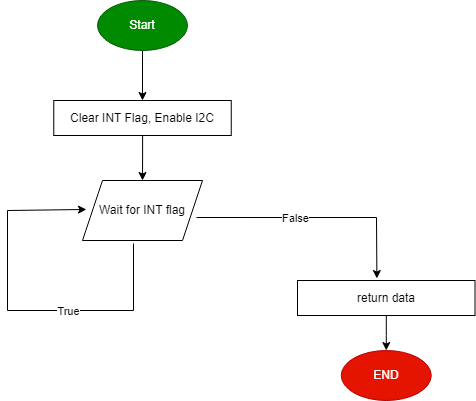 Start
Clear INT Flag, Enable I2C
Wait for INT flag
False
True
return data
END